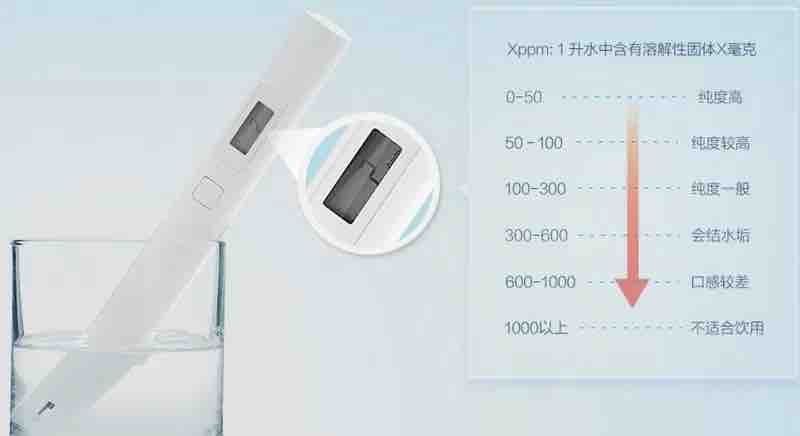 Xppm: 1 升水中含有溶解性固体X毫克
0-50 纯度高
50-100 纯度较高
100-300 纯度一般
300-600 会结水垢
600-1000 口感较差
1000以上 不适合饮用